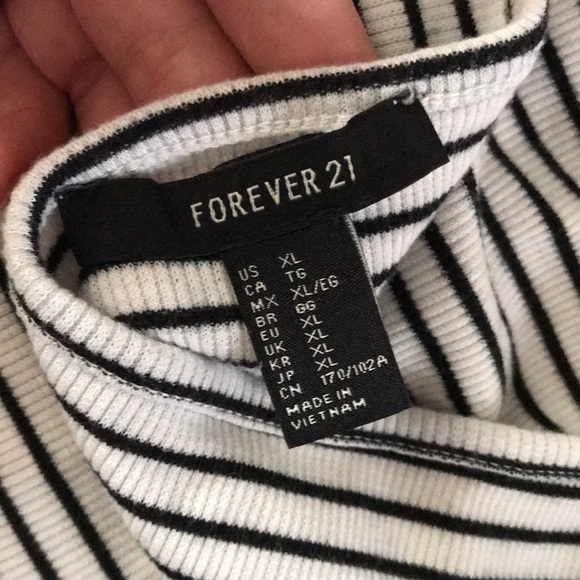 FOREVER 21
US XL
CA TG
MX XL/EG
BR GG
EU XL
UK XL
KR XL
JP XL
CN 170/102A
MADE IN
VIETNAM